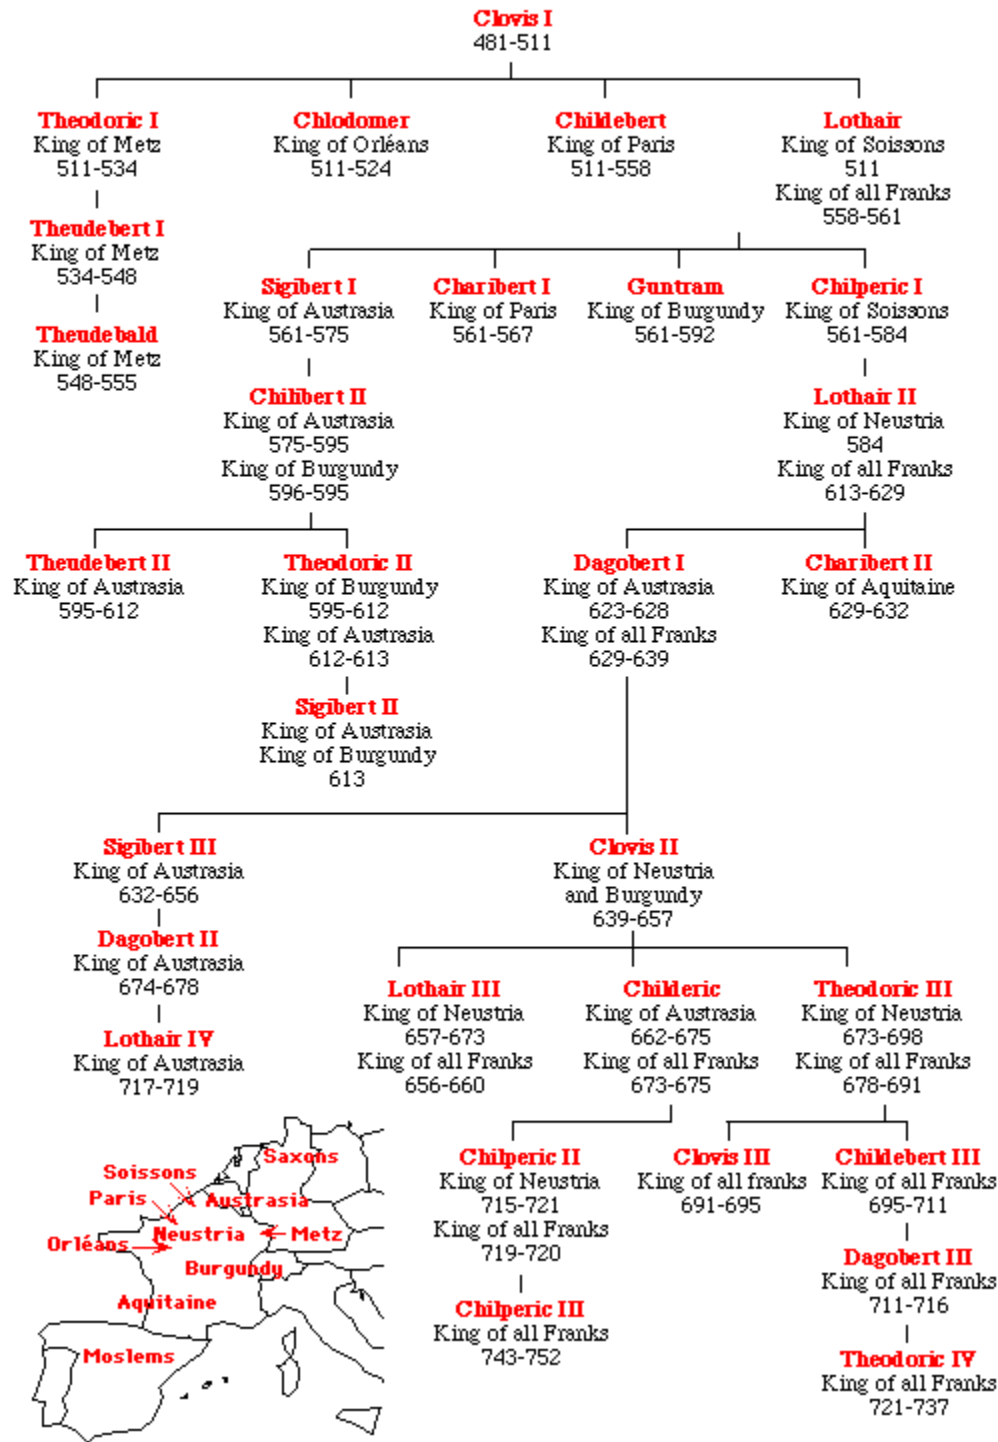 Clovis I
481-511
Theodoric I
King of Metz
511-534
Chlodomer
King of Orléans
511-524
Childebert
King of Paris
511-558
Lothair
King of Soissons
511
King of all Franks
558-561
Theudebert I
King of Metz
534-548
Theudebald
King of Metz
548-555
Sigibert I
King of Austrasia
561-575
Charibert I
King of Paris
561-567
Guntram
King of Burgundy
561-592
Chilperic I
King of Soissons
561-584
Chilibert II
King of Austrasia
575-595
King of Burgundy
596-595
Lothair II
King of Neustria
584
King of all Franks
613-629
Theudebert II
King of Austrasia
595-612
Theodoric II
King of Burgundy
595-612
King of Austrasia
612-613
Dagobert I
King of Austrasia
623-628
King of all Franks
629-639
Charibert II
King of Aquitaine
629-632
Sigibert II
King of Austrasia
King of Burgundy
613
Sigibert III
King of Austrasia
632-656
Clovis II
King of Neustria
and Burgundy
639-657
Dagobert II
King of Austrasia
674-678
Lothair IV
King of Austrasia
717-719
Lothair III
King of Neustria
657-673
King of all Franks
656-660
Childeric
King of Austrasia
662-675
King of all Franks
673-675
Theodoric III
King of Neustria
673-698
King of all Franks
678-691
Chilperic II
King of Neustria
715-721
King of all Franks
719-720
Clovis III
King of all franks
691-695
Childebert III
King of all Franks
695-711
Chilperic III
King of all Franks
743-752
Dagobert III
King of all Franks
711-716
Theodoric IV
King of all Franks
721-737
Saxons
Soissons
Paris
Austrasia
Neustria
Metz
Orléans
Burgundy
Aquitaine
Moslems